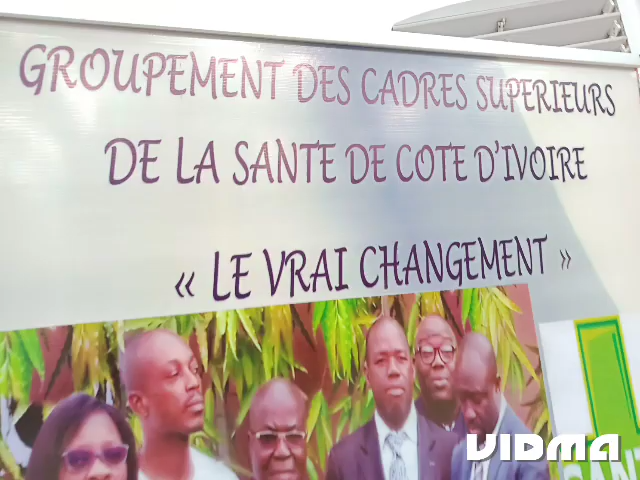 GROUPEMENT DES CADRES SUPERIEURS
DE LA SANTE DE COTE D'IVOIRE
« LE VRAI CHANGEMENT »
VIDMA